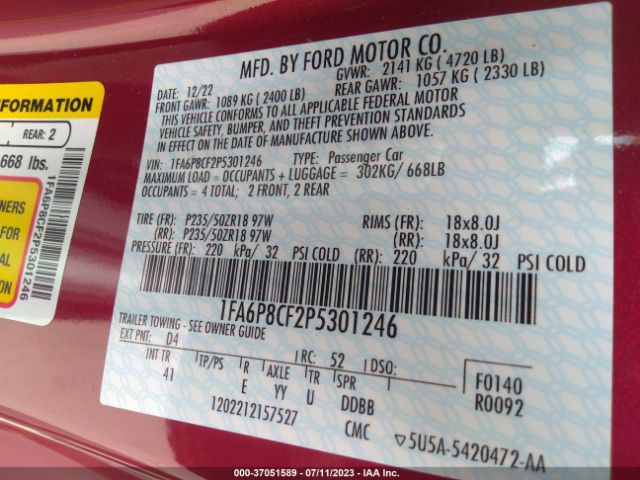 MFD. BY FORD MOTOR CO.
DATE: 12/22 GVWR: 2141 KG ( 4720 LB)
FRONT GAWR: 1089 KG ( 2400 LB) REAR GAWR: 1057 KG ( 2330 LB)
THIS VEHICLE CONFORMS TO ALL APPLICABLE FEDERAL MOTOR
VEHICLE SAFETY, BUMPER, AND THEFT PREVENTION STANDARDS
IN EFFECT ON THE DATE OF MANUFACTURE SHOWN ABOVE.
VIN: 1FA6P8CF2P5301246 TYPE: Passenger Car
MAXIMUM LOAD = OCCUPANTS + LUGGAGE = 302KG/ 668LB
OCCUPANTS = 4 TOTAL; 2 FRONT, 2 REAR
TIRE (FR): P235/50ZR18 97W RIMS (FR): 18x8.0J
(RR): P235/50ZR18 97W (RR): 18x8.0J
PRESSURE (FR): 220 kPa/ 32 PSI COLD (RR): 220 kPa/ 32 PSI COLD
1FA6P8CF2P5301246
TRAILER TOWING - SEE OWNER GUIDE
EXT PNT: D4 RC: 52 DSO:
INT TR TP/PS R AXLE TR SPR
41 E YY U DDBB
F0140
R0092
1202212157527 CMC 5U5A-5420472-AA
INFORMATION
REAR: 2
668 lbs.
1FA6P8CF2P5301246
NERS
FOR
AL
TION
000-37051589 - 07/11/2023 - IAA Inc.